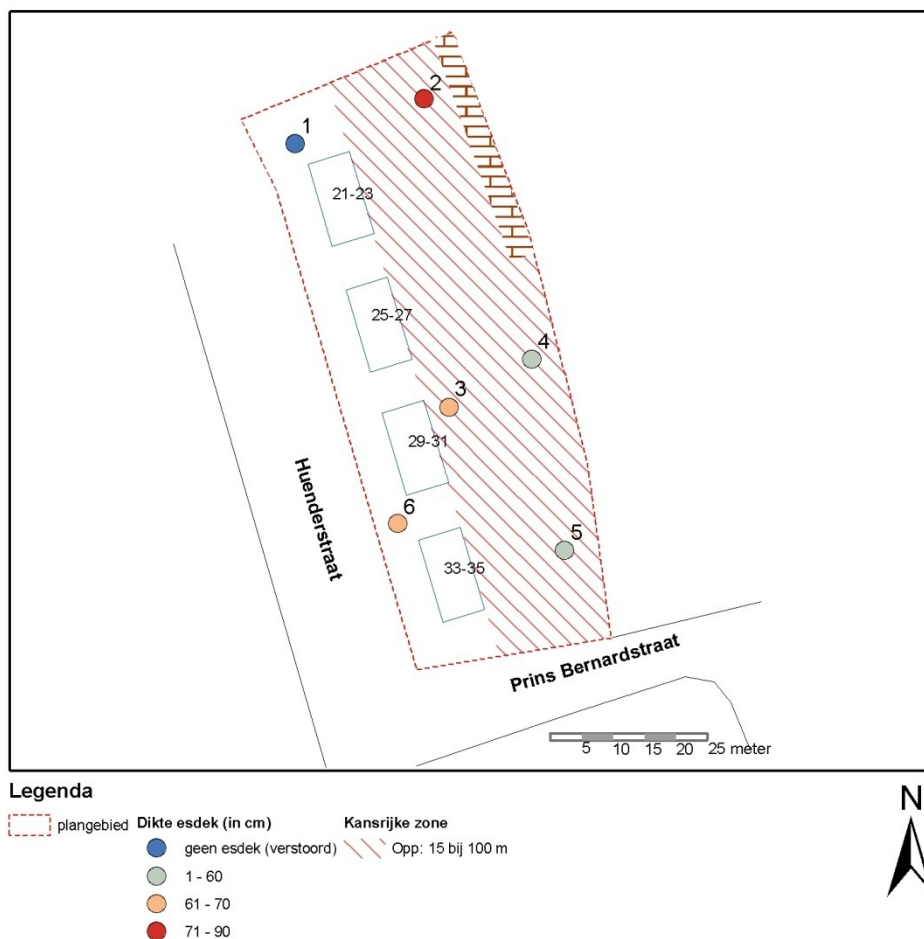 2
1
21-23
25-27
4
3
29-31
Huenderstraat
6
5
33-35
Prins Bernardstraat
5 10 15 20 25 meter
Legenda
plangebied
Dikte esdek (in cm)
geen esdek (verstoord)
1 - 60
61 - 70
71 - 90
Kansrijke zone
Opp: 15 bij 100 m
N